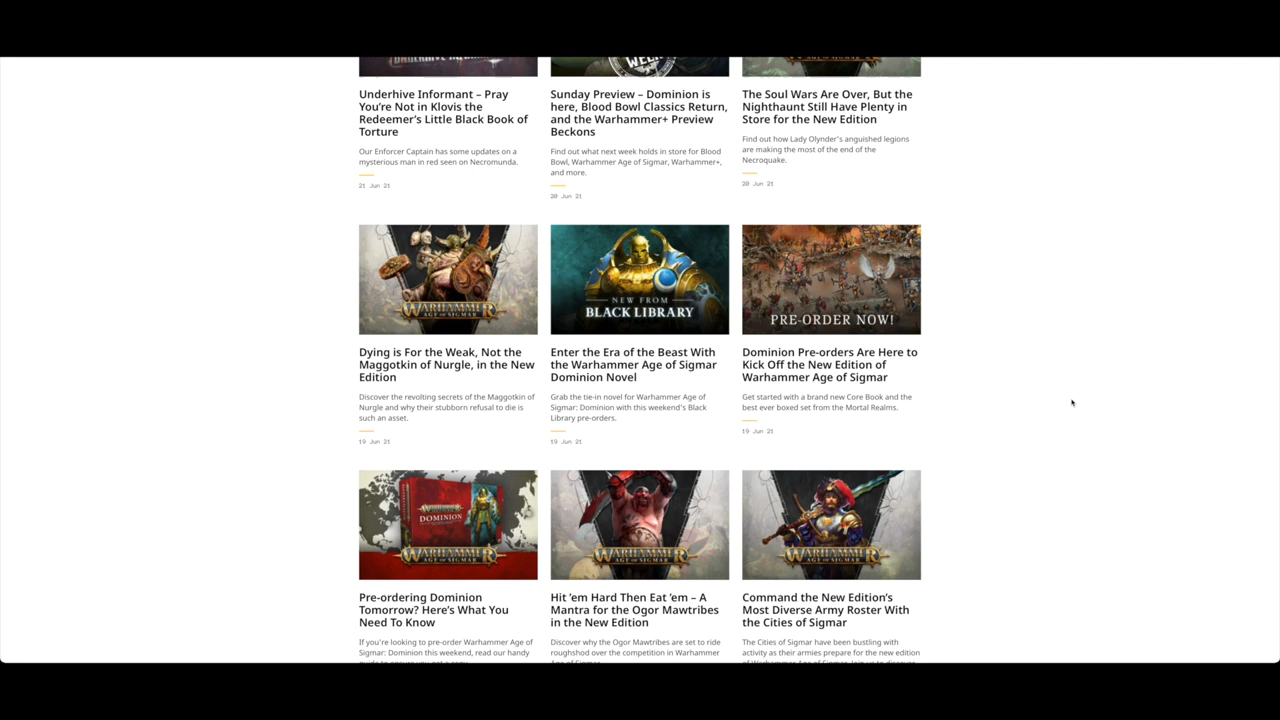 UNDERHIVE INFORMANT
WEEK
Underhive Informant – Pray
You're Not in Klovis the
Redeemer's Little Black Book of
Torture
Our Enforcer Captain has some updates on a
mysterious man in red seen on Necromunda.
21 Jun 21
Sunday Preview – Dominion is
here, Blood Bowl Classics Return,
and the Warhammer+ Preview
Beckons
Find out what next week holds in store for Blood
Bowl, Warhammer Age of Sigmar, Warhammer+,
and more.
20 Jun 21
The Soul Wars Are Over, But the
Nighthaunt Still Have Plenty in
Store for the New Edition
Find out how Lady Olynder's anguished legions
are making the most of the end of the
Necroquake.
20 Jun 21
WARHAMMER
AGE OF SIGMAR
Dying is For the Weak, Not the
Maggotkin of Nurgle, in the New
Edition
Discover the revolting secrets of the Maggotkin of
Nurgle and why their stubborn refusal to die is
such an asset.
19 Jun 21
NEW FROM
BLACK LIBRARY
Enter the Era of the Beast With
the Warhammer Age of Sigmar
Dominion Novel
Grab the tie-in novel for Warhammer Age of
Sigmar: Dominion with this weekend's Black
Library pre-orders.
19 Jun 21
PRE-ORDER NOW!
Dominion Pre-orders Are Here to
Kick Off the New Edition of
Warhammer Age of Sigmar
Get started with a brand new Core Book and the
best ever boxed set from the Mortal Realms.
19 Jun 21
DOMINION
WARHAMMER
AGE OF SIGMAR
Pre-ordering Dominion
Tomorrow? Here's What You
Need To Know
If you're looking to pre-order Warhammer Age of
Sigmar: Dominion this weekend, read our handy
WARHAMMER
AGE OF SIGMAR
Hit 'em Hard Then Eat 'em – A
Mantra for the Ogor Mawtribes
in the New Edition
Discover why the Ogor Mawtribes are set to ride
roughshod over the competition in Warhammer
WARHAMMER
AGE OF SIGMAR
Command the New Edition's
Most Diverse Army Roster With
the Cities of Sigmar
The Cities of Sigmar have been bustling with
activity as their armies prepare for the new edition